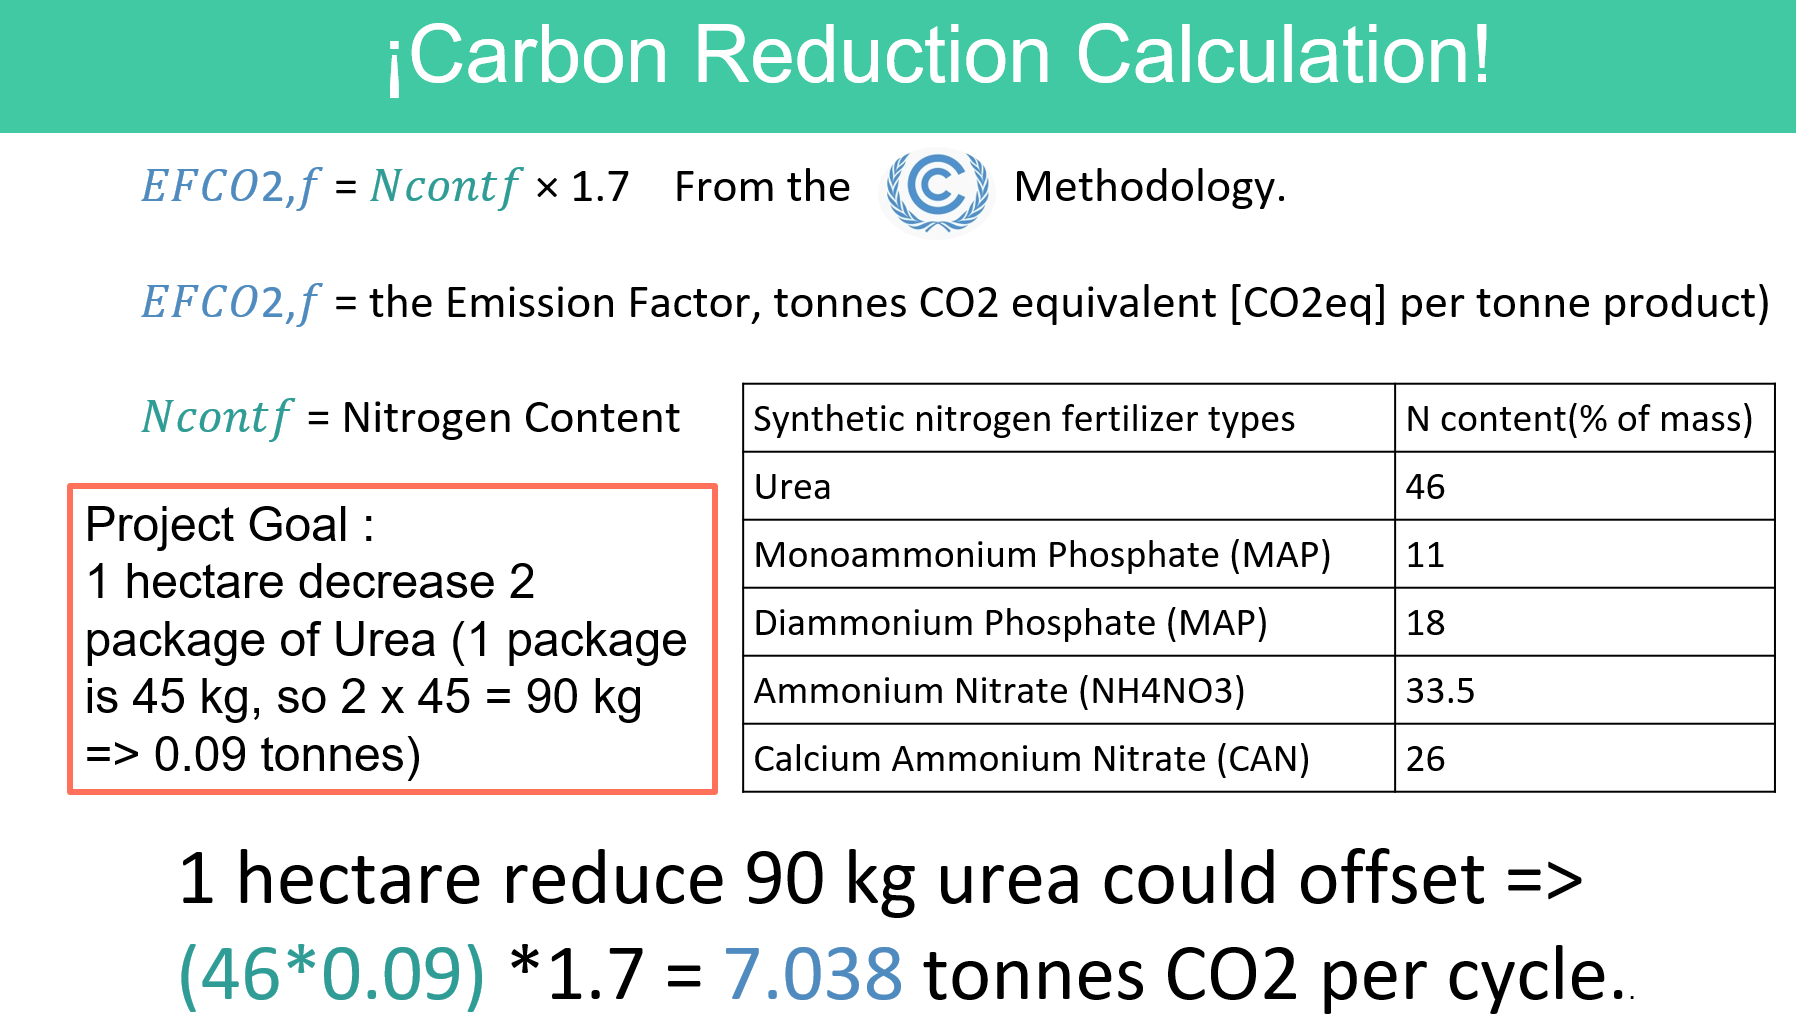 ¡Carbon Reduction Calculation!
EFCO2,f = Ncontf × 1.7 From the Methodology.
EFCO2,f = the Emission Factor, tonnes CO2 equivalent [CO2eq] per tonne product)
Ncontf = Nitrogen Content
Project Goal :
1 hectare decrease 2
package of Urea (1 package
is 45 kg, so 2 x 45 = 90 kg
=> 0.09 tonnes)
Synthetic nitrogen fertilizer types N content(% of mass)
Urea 46
Monoammonium Phosphate (MAP) 11
Diammonium Phosphate (MAP) 18
Ammonium Nitrate (NH4NO3) 33.5
Calcium Ammonium Nitrate (CAN) 26
1 hectare reduce 90 kg urea could offset =>
(46*0.09) *1.7 = 7.038 tonnes CO2 per cycle..